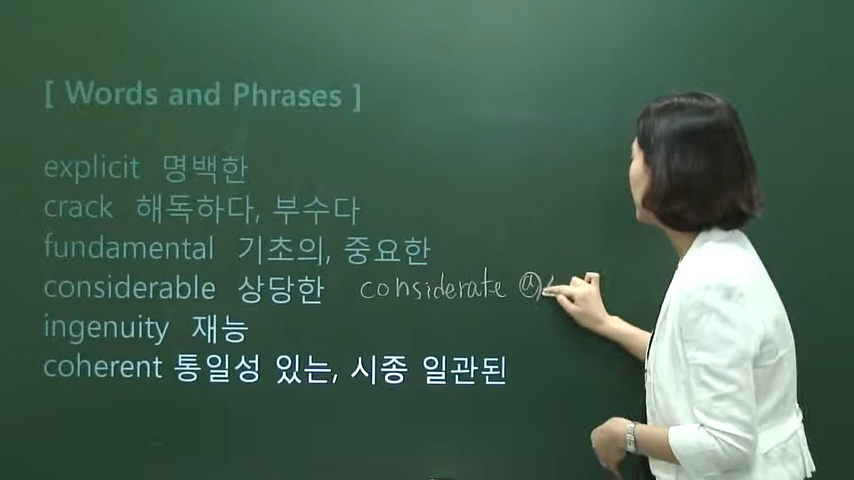 [ Words and Phrases ]
explicit 명백한
crack 해독하다, 부수다
fundamental 기초의, 중요한
considerable 상당한 considerate ⓐ
ingenuity 재능
coherent 통일성 있는, 시종 일관된